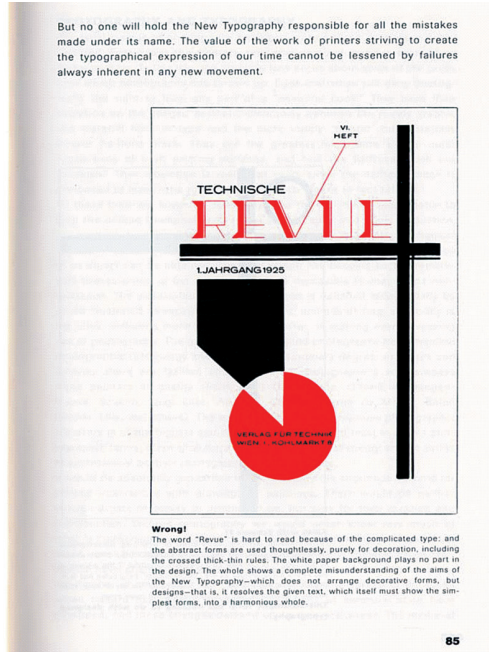 But no one will hold the New Typography responsible for all the mistakes
made under its name. The value of the work of printers striving to create
the typographical expression of our time cannot be lessened by failures
always inherent in any new movement.
VI.
HEFT
TECHNISCHE
REVUE
1.JAHRGANG 1925
VERLAG FÜR TECHNIK
WIEN. I., KOHLMARKT 8
Wrong!
The word "Revue" is hard to read because of the complicated type: and
the abstract forms are used thoughtlessly, purely for decoration, including
the crossed thick-thin rules. The white paper background plays no part in
the design. The whole shows a complete misunderstanding of the aims of
the New Typography—which does not arrange decorative forms, but
designs—that is, it resolves the given text, which itself must show the sim-
plest forms, into a harmonious whole.
85